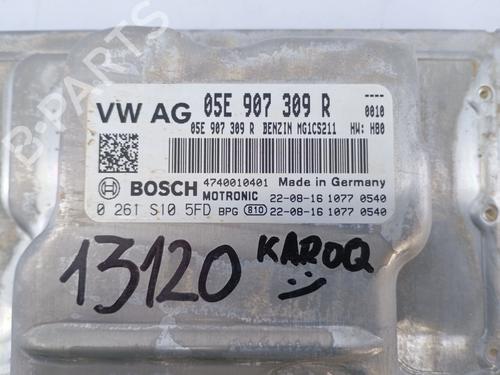 VW AG 05E 907 309 R ----
0010
05E 907 309 R BENZIN MG1CS211 HW: H00
BOSCH 4740010401 Made in Germany
MOTRONIC 22-08-16 1077 0540
0 261 S10 5FD BPG 810 22-08-16 1077 0540
13120 KAROQ
B-PARTS